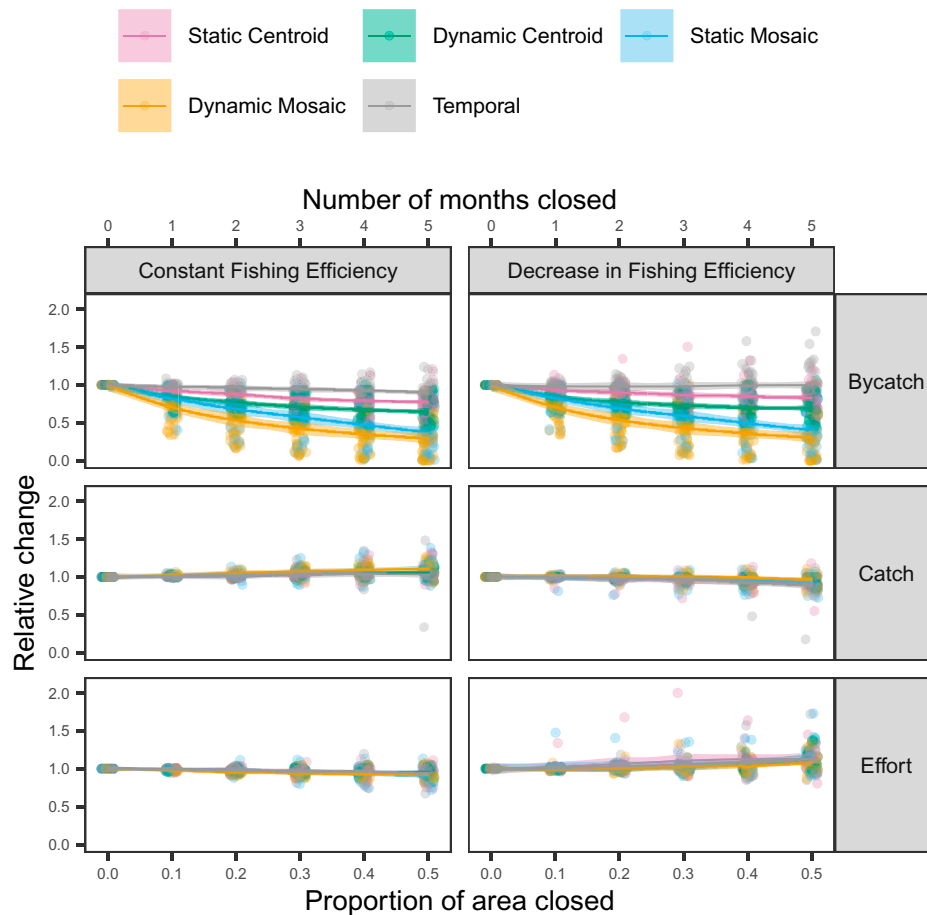 Static Centroid Dynamic Centroid Static Mosaic
Dynamic Mosaic Temporal
Number of months closed
0 1 2 3 4 5 0 1 2 3 4 5
Constant Fishing Efficiency Decrease in Fishing Efficiency
Relative change
2.0
1.5
1.0
0.5
0.0
Bycatch
2.0
1.5
1.0
0.5
0.0
Catch
2.0
1.5
1.0
0.5
0.0
Effort
0.0 0.1 0.2 0.3 0.4 0.5 0.0 0.1 0.2 0.3 0.4 0.5
Proportion of area closed